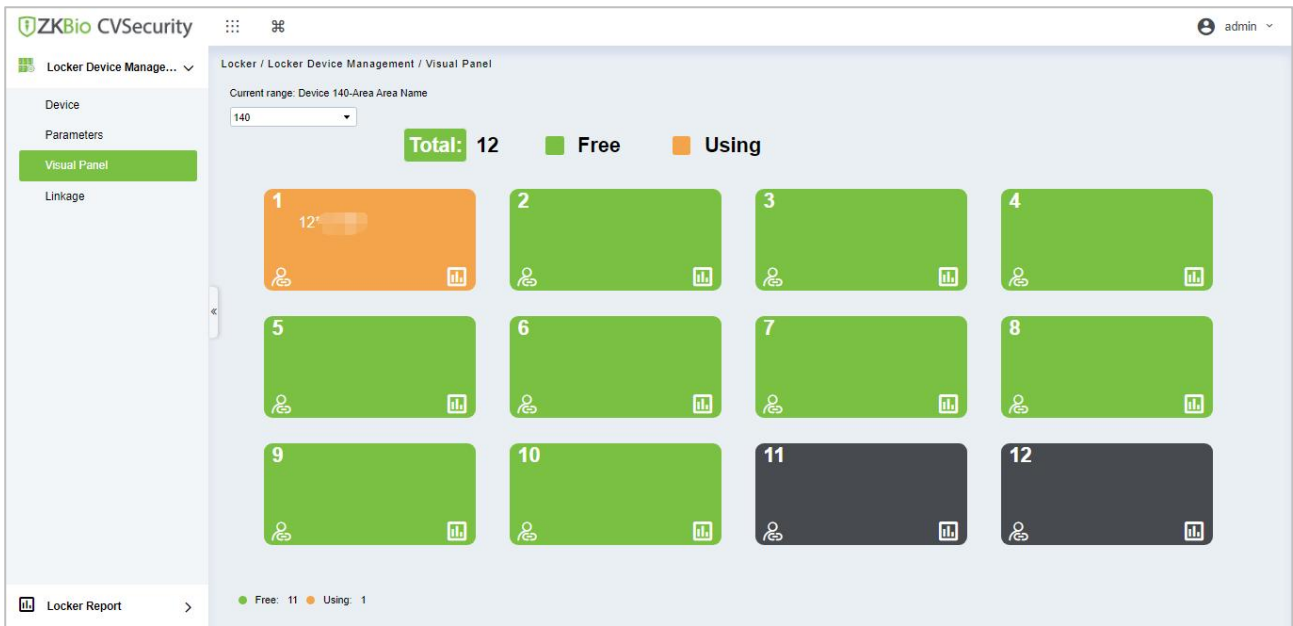 ZKBio CVSecurity
admin
Locker Device Manage...
Locker / Locker Device Management / Visual Panel
Device
Parameters
Visual Panel
Linkage
Current range: Device 140-Area Area Name
140
Total: 12 Free Using
1 2 3 4
5 6 7 8
9 10 11 12
Free: 11 Using: 1
Locker Report